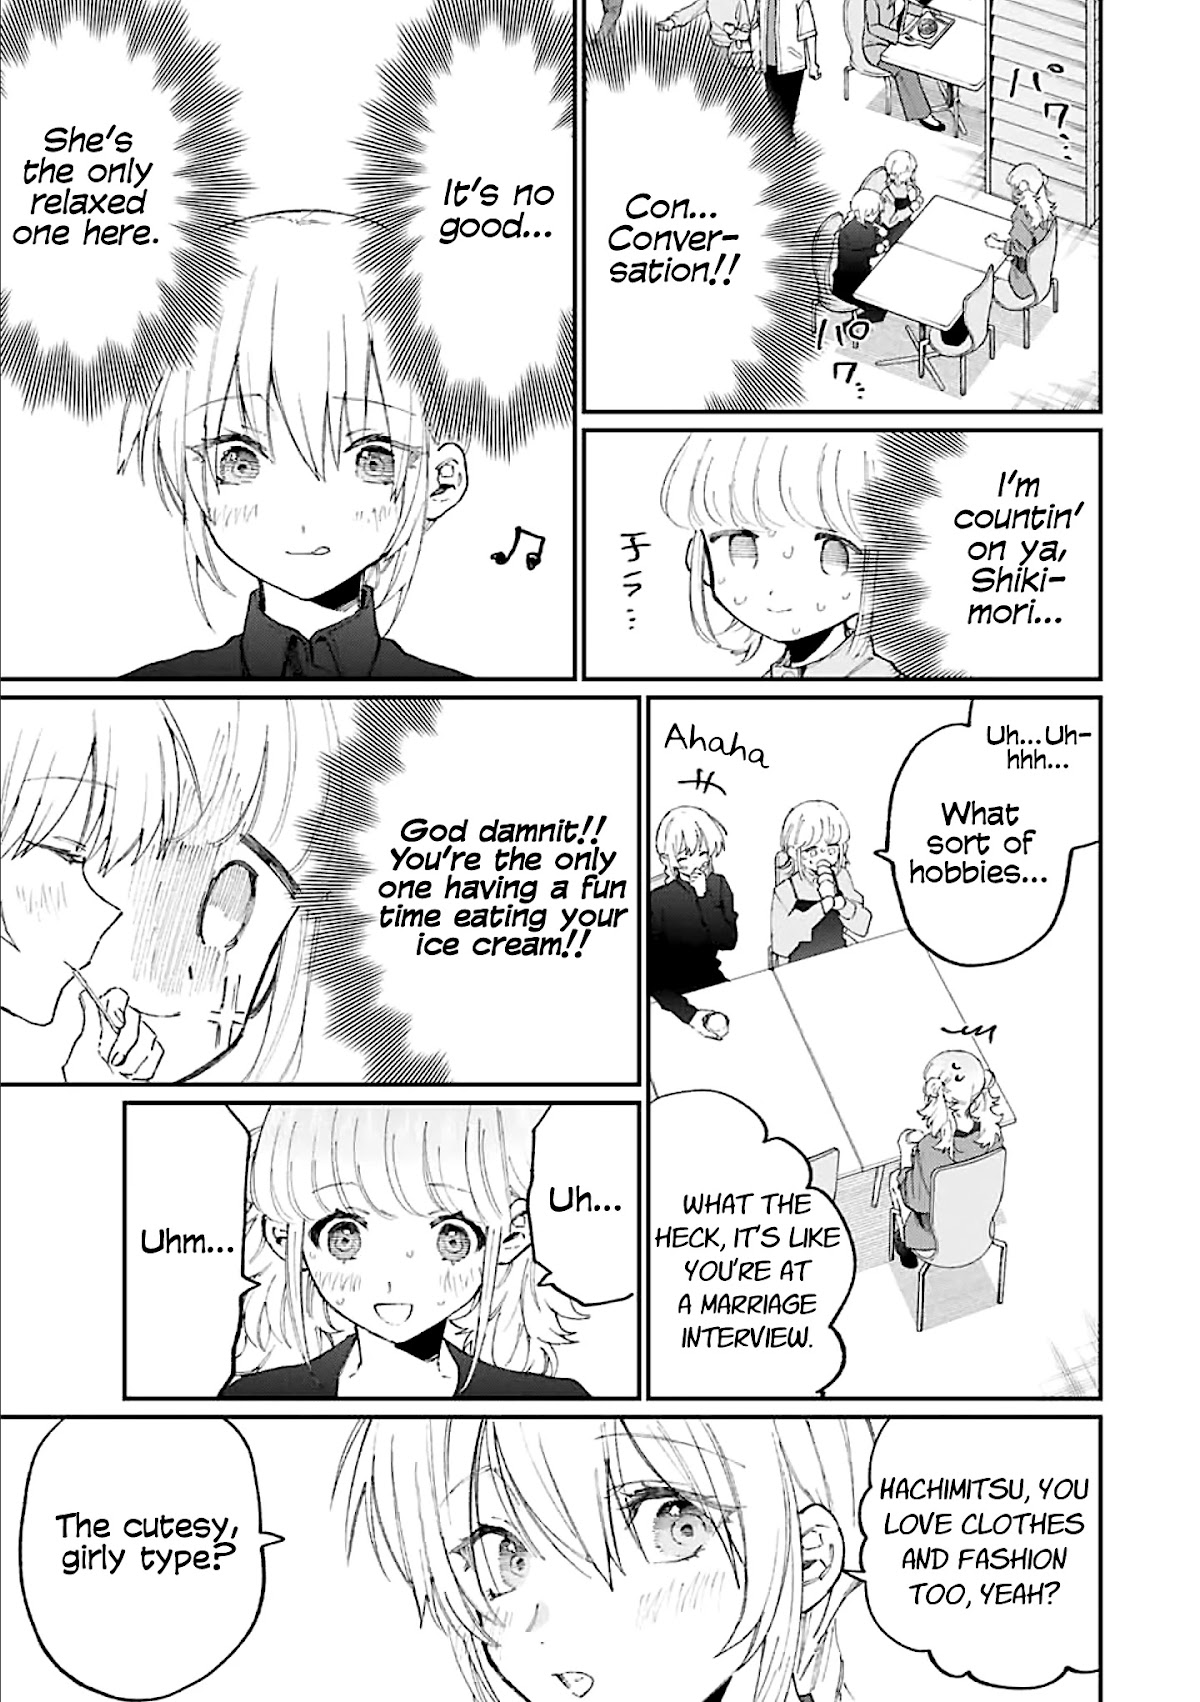 パ
ワ
Con...
Conver-
sation!!
パ
ワ
It's no
good...
She's
the only
relaxed
one here.
I'm
countin'
on ya,
Shiki-
mori...
チ
ラ
Uh...Uh-
hhh...
What
sort of
hobbies...
Ahaha
WHAT THE
HECK, IT'S LIKE
YOU'RE AT
A MARRIAGE
INTERVIEW.
God damnit!!
You're the only
one having a fun
time eating your
ice cream!!
Uh...
Uhm...
HACHIMITSU, YOU
LOVE CLOTHES
AND FASHION
TOO, YEAH?
The cutesy,
girly type?